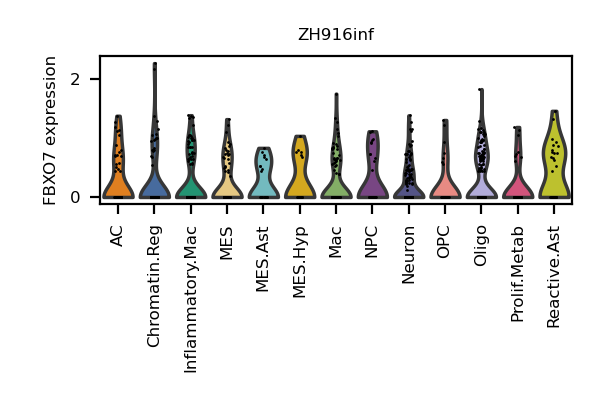 ZH916inf
FBXO7 expression
2
0
AC
Chromatin.Reg
Inflammatory.Mac
MES
MES.Ast
MES.Hyp
Mac
NPC
Neuron
OPC
Oligo
Prolif.Metab
Reactive.Ast